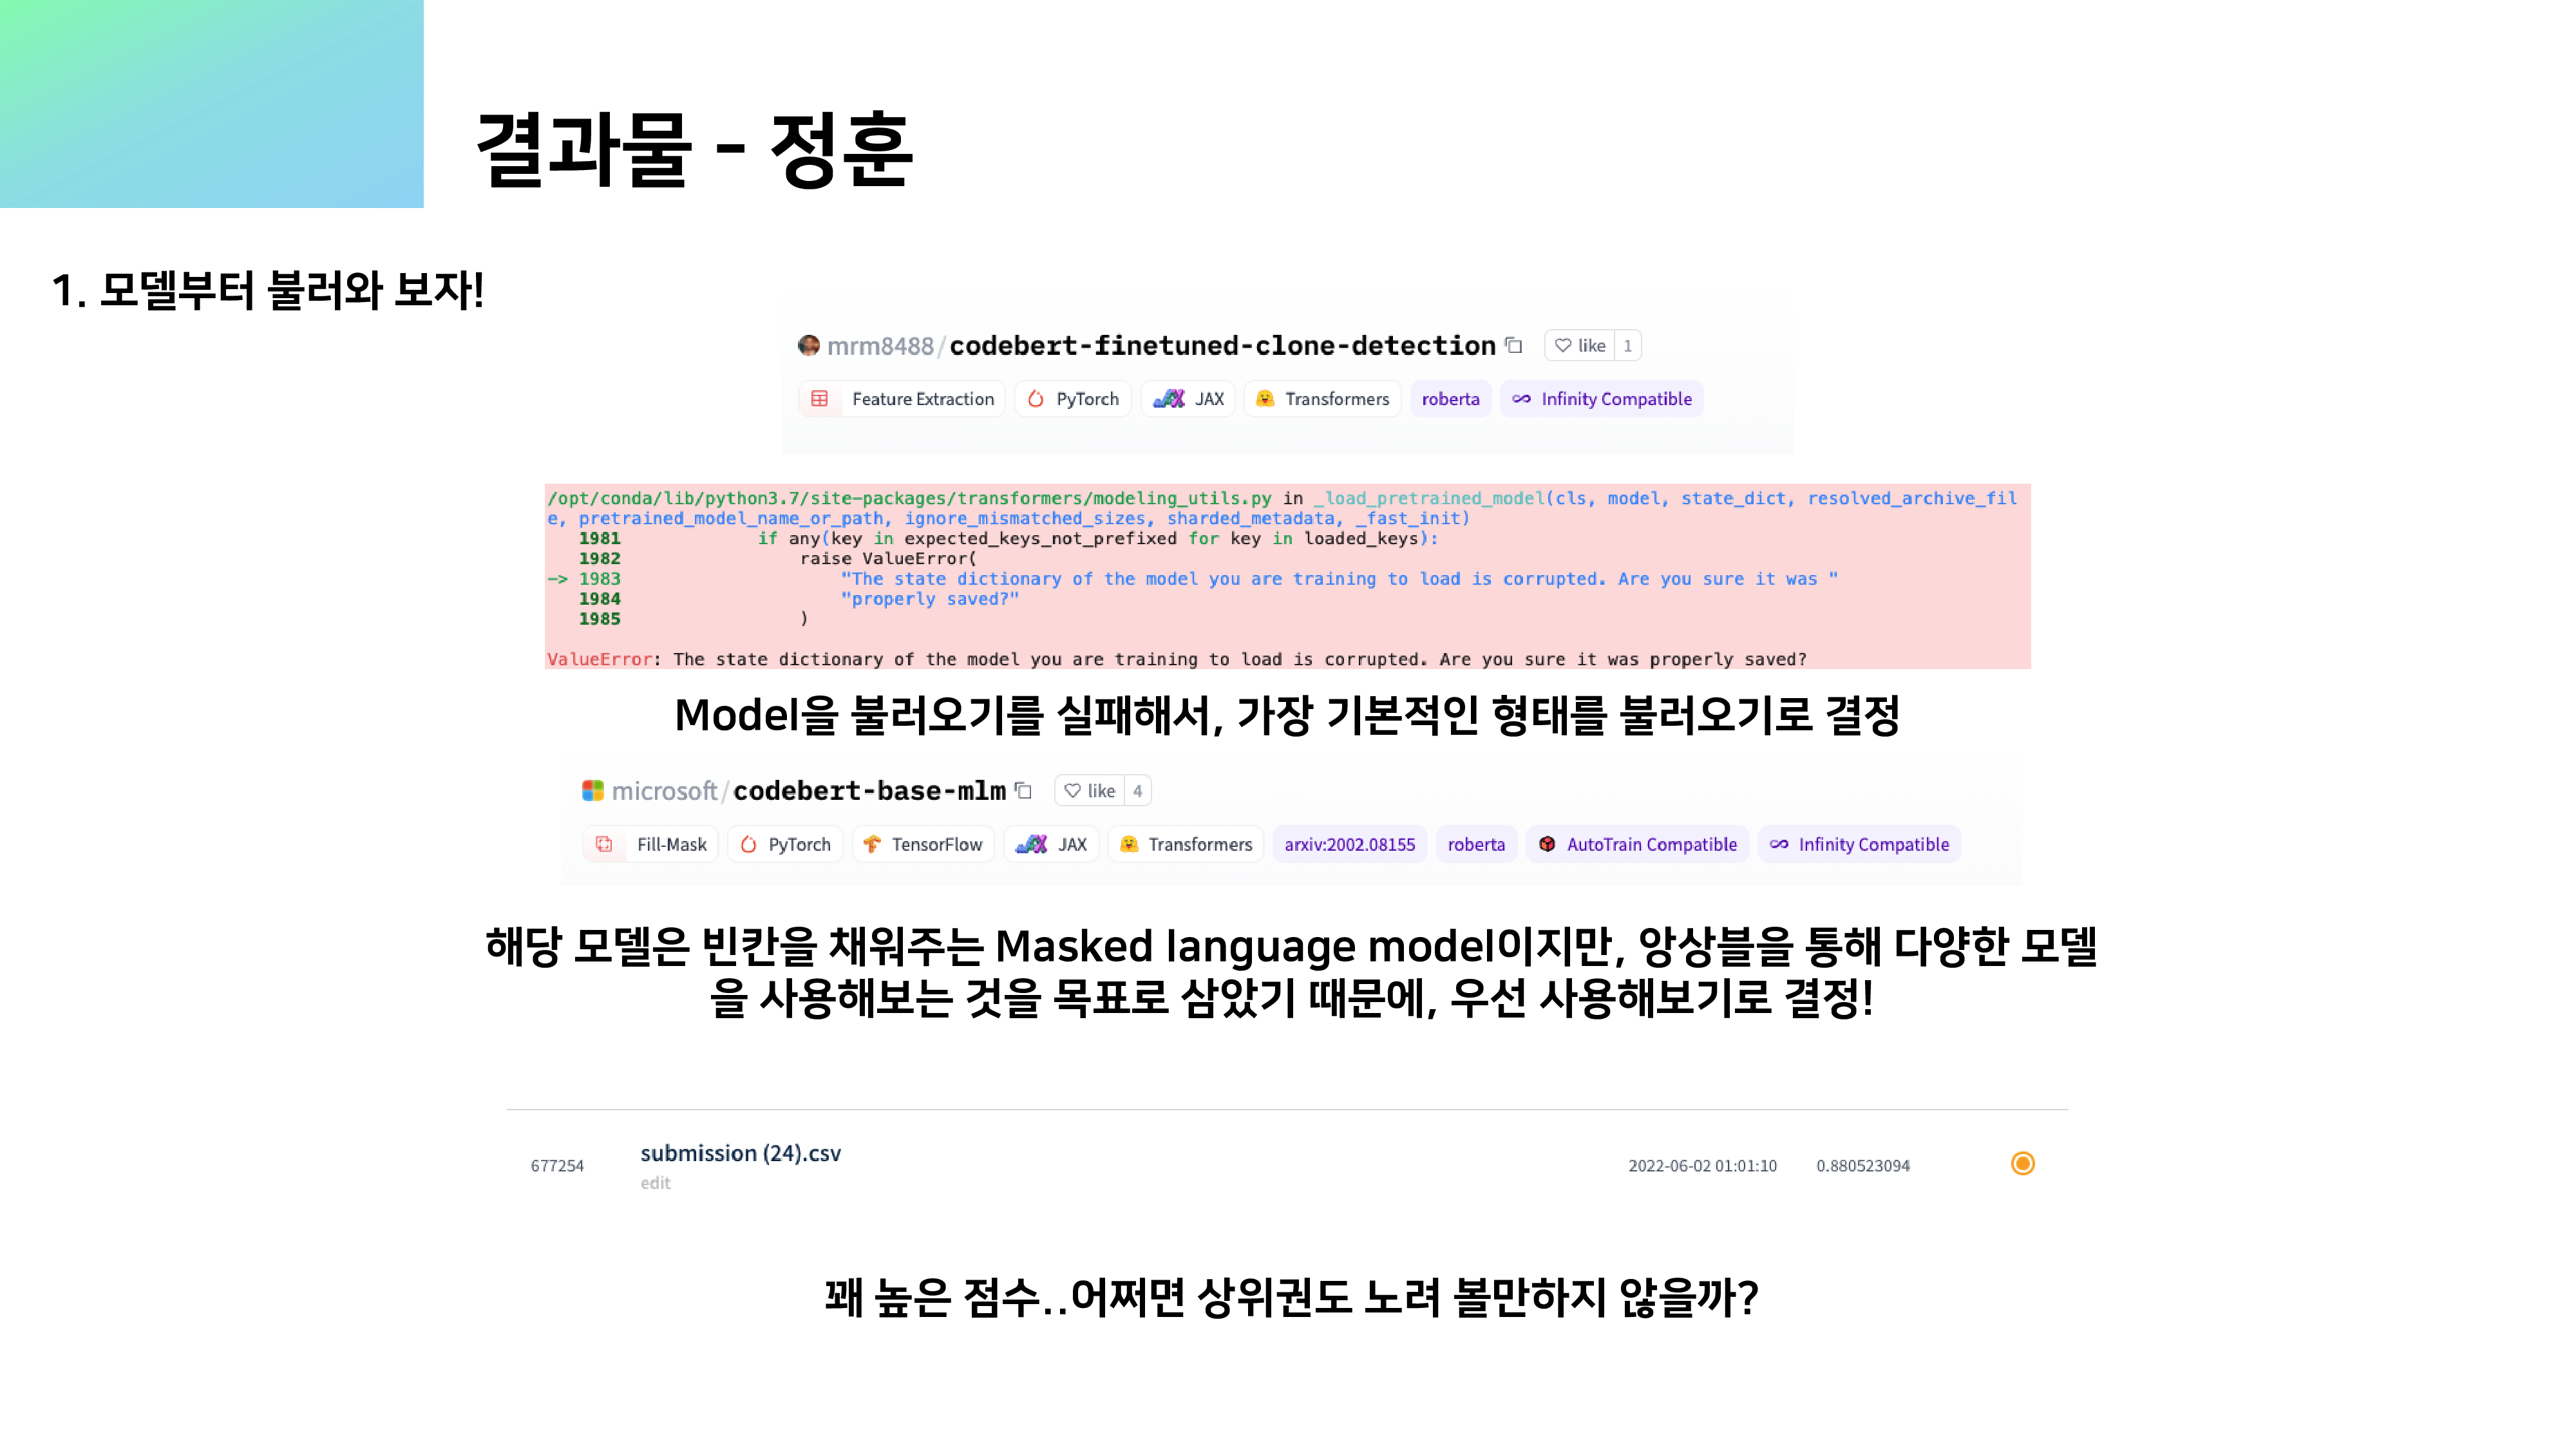 결과물 - 정훈
1. 모델부터 불러와 보자!
mrm8488/codebert-finetuned-clone-detection like 1
Feature Extraction PyTorch JAX Transformers roberta Infinity Compatible
/opt/conda/lib/python3.7/site-packages/transformers/modeling_utils.py in _load_pretrained_model(cls, model, state_dict, resolved_archive_fil
e, pretrained_model_name_or_path, ignore_mismatched_sizes, sharded_metadata, _fast_init)
1981 if any(key in expected_keys_not_prefixed for key in loaded_keys):
1982 raise ValueError(
-> 1983 "The state dictionary of the model you are training to load is corrupted. Are you sure it was "
1984 "properly saved?"
1985 )
ValueError: The state dictionary of the model you are training to load is corrupted. Are you sure it was properly saved?
Model을 불러오기를 실패해서, 가장 기본적인 형태를 불러오기로 결정
microsoft/codebert-base-mlm like 4
Fill-Mask PyTorch TensorFlow JAX Transformers arxiv:2002.08155 roberta AutoTrain Compatible Infinity Compatible
해당 모델은 빈칸을 채워주는 Masked language model이지만, 앙상블을 통해 다양한 모델
을 사용해보는 것을 목표로 삼았기 때문에, 우선 사용해보기로 결정!
677254 submission (24).csv 2022-06-02 01:01:10 0.880523094
edit
꽤 높은 점수..어쩌면 상위권도 노려 볼만하지 않을까?